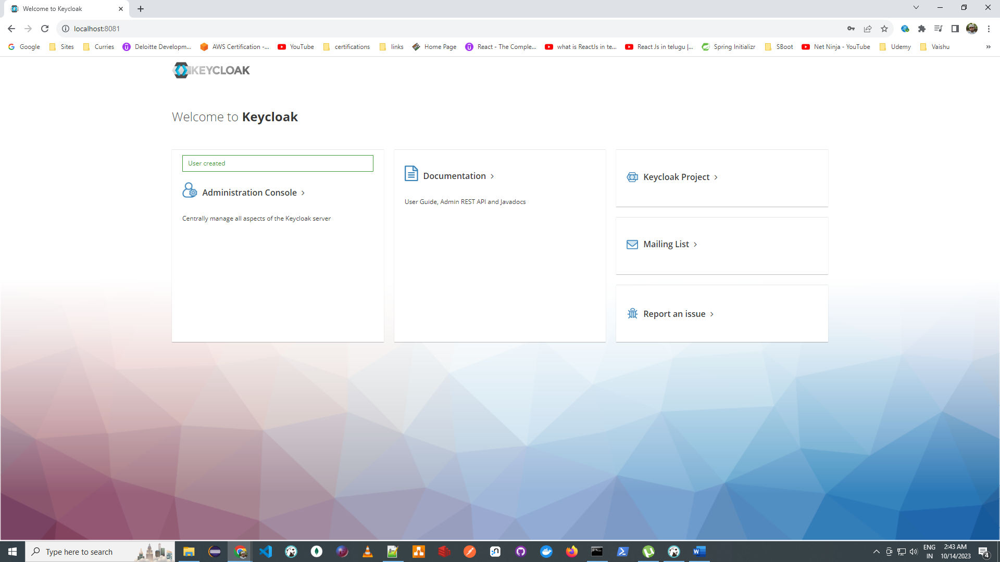 Welcome to Keycloak
localhost:8081
Google Sites Curries Deloitte Developm... AWS Certification -... YouTube certifications links Home Page React - The Comple... what is ReactJs in te... React Js in telugu |... Spring Initializr SBoot Net Ninja - YouTube Udemy Vaishu »
KEYCLOAK
Welcome to Keycloak
User created
Administration Console
Centrally manage all aspects of the Keycloak server
Documentation
User Guide, Admin REST API and Javadocs
Keycloak Project
Mailing List
Report an issue
Type here to search
ENG
IN
2:43 AM
10/14/2023
4